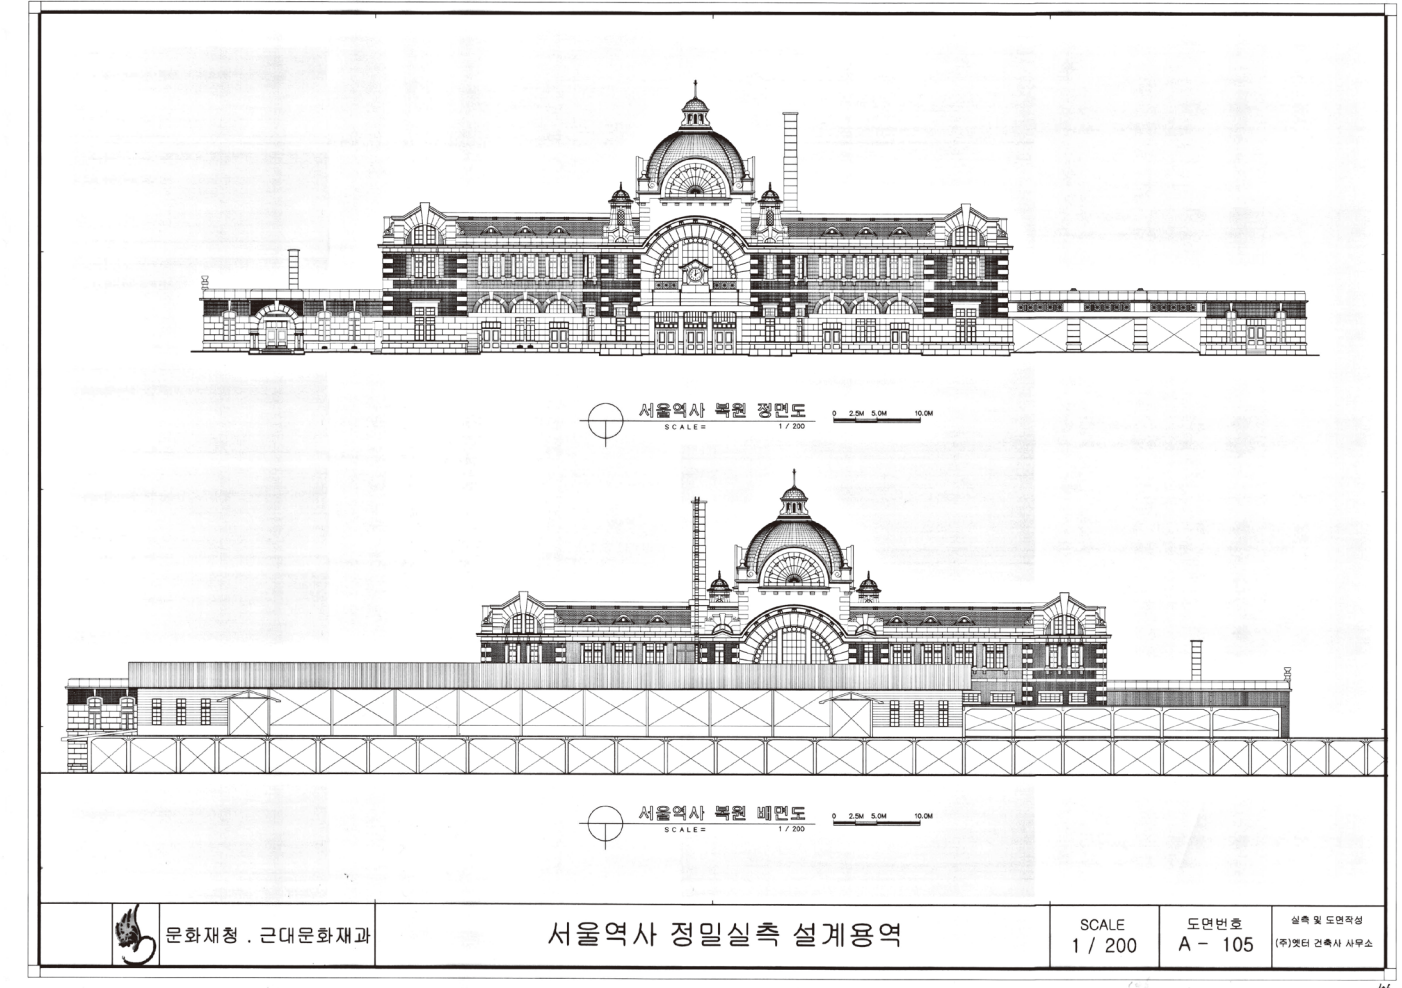 서울역사 복원 정면도
SCALE= 1 / 200
0 2.5M 5.0M 10.0M
서울역사 복원 배면도
SCALE= 1 / 200
0 2.5M 5.0M 10.0M
문화재청 . 근대문화재과
서울역사 정밀실측 설계용역
SCALE
1 / 200
도면번호
A - 105
실측 및 도면작성
(주)옛터 건축사 사무소